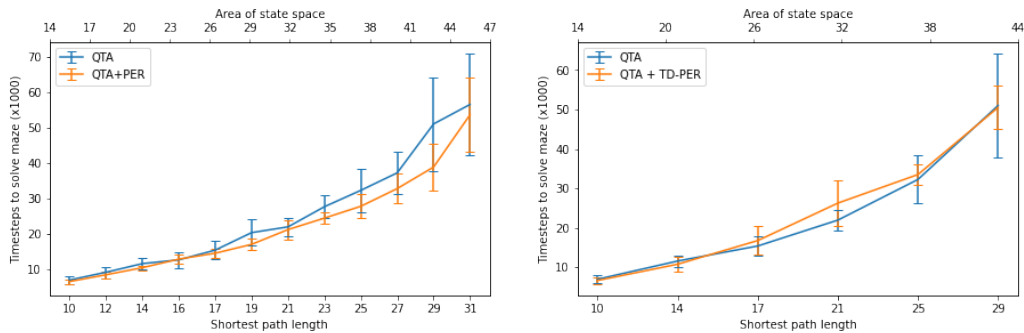 Area of state space
14 16 18 20 21 23 24 26 29 32 35 38 41 44 47
70
60
50
40
30
20
10
Timesteps to solve maze (x1000)
QTA
QTA+PER
10 12 14 16 17 19 21 23 25 27 29 31
Shortest path length
Area of state space
14 20 26 32 38 44
60
50
40
30
20
10
Timesteps to solve maze (x1000)
QTA
QTA + TD-PER
10 14 17 21 25 29
Shortest path length